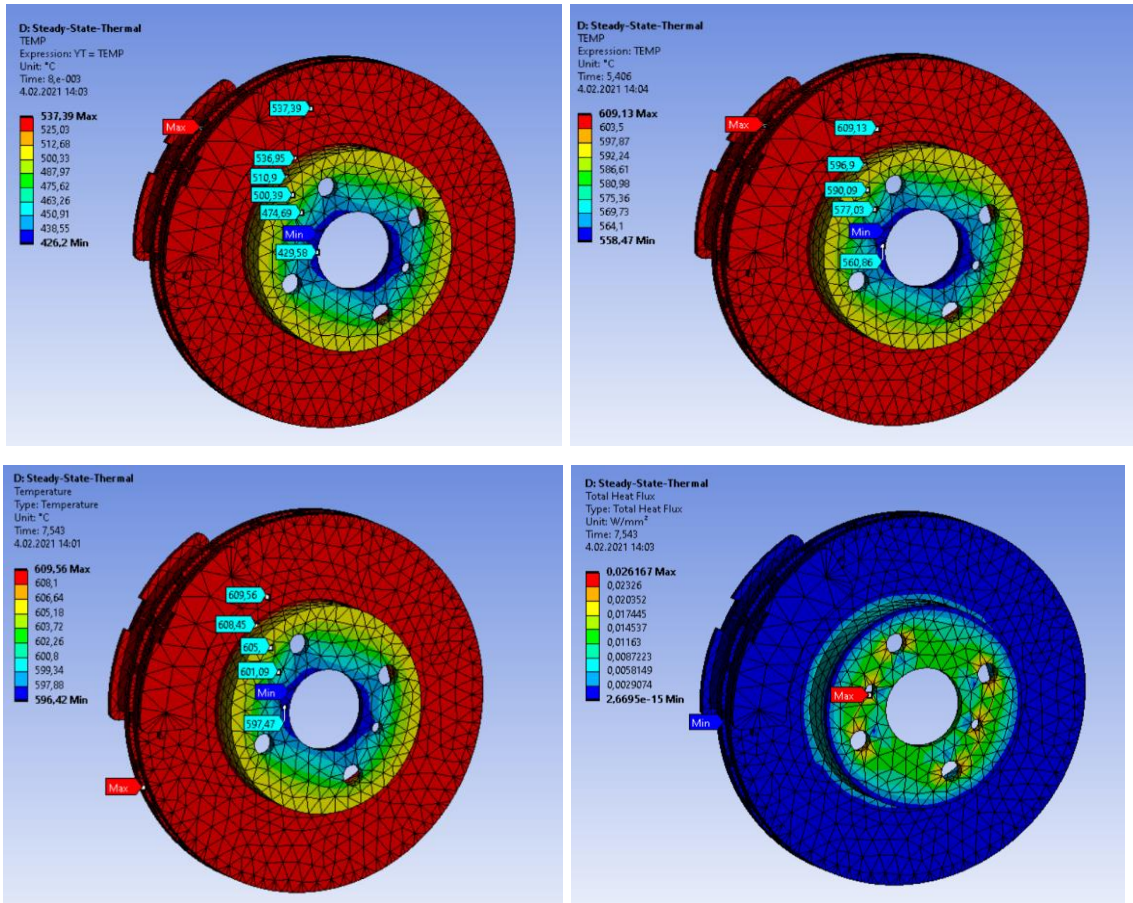 D: Steady-State-Thermal
TEMP
Expression: YT = TEMP
Unit: °C
Time: 8,e-003
4.02.2021 14:03
537,39 Max
525,03
512,68
500,33
487,97
475,62
463,26
450,91
438,55
426,2 Min
537,39
Max
536,95
510,9
500,39
474,69
Min
429,58
D: Steady-State-Thermal
TEMP
Expression: TEMP
Unit: °C
Time: 5,406
4.02.2021 14:04
609,13 Max
603,5
597,87
592,24
586,61
580,98
575,36
569,73
564,1
558,47 Min
Max
609,13
596,9
590,09
577,03
Min
560,86
D: Steady-State-Thermal
Temperature
Type: Temperature
Unit: °C
Time: 7,543
4.02.2021 14:01
609,56 Max
608,1
606,64
605,18
603,72
602,26
600,8
599,34
597,88
596,42 Min
609,56
608,45
605,
601,09
Min
597,47
Max
D: Steady-State-Thermal
Total Heat Flux
Type: Total Heat Flux
Unit: W/mm²
Time: 7,543
4.02.2021 14:03
0,026167 Max
0,02326
0,020352
0,017445
0,014537
0,01163
0,0087223
0,0058149
0,0029074
2,6695e-15 Min
Max
Min